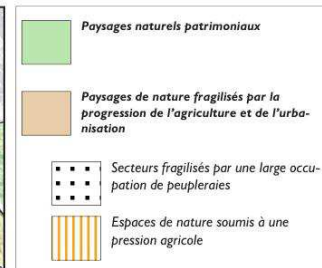 Paysages naturels patrimoniaux
Paysages de nature fragilisés par la
progression de l'agriculture et de l'urba-
nisation
Secteurs fragilisés par une large occu-
pation de peupleraies
Espaces de nature soumis à une
pression agricole